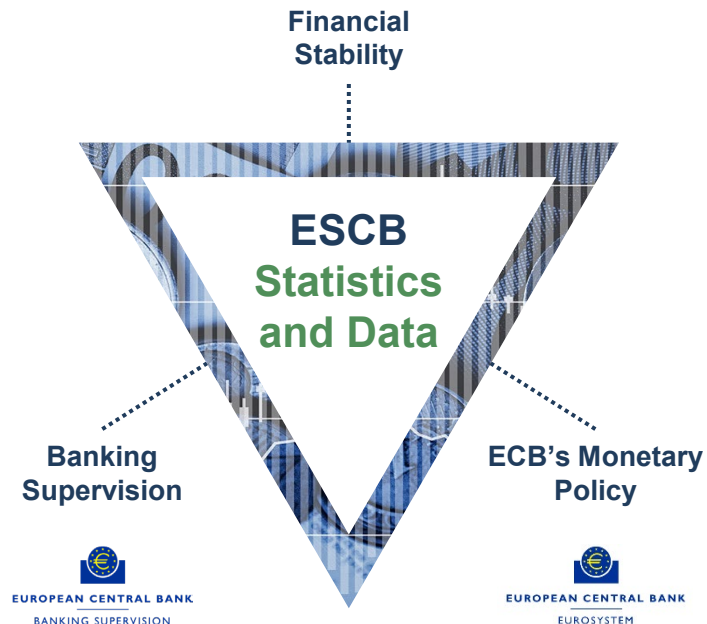 Financial
Stability
ESCB
Statistics
and Data
Banking
Supervision
ECB's Monetary
Policy
EUROPEAN CENTRAL BANK
BANKING SUPERVISION
EUROPEAN CENTRAL BANK
EUROSYSTEM